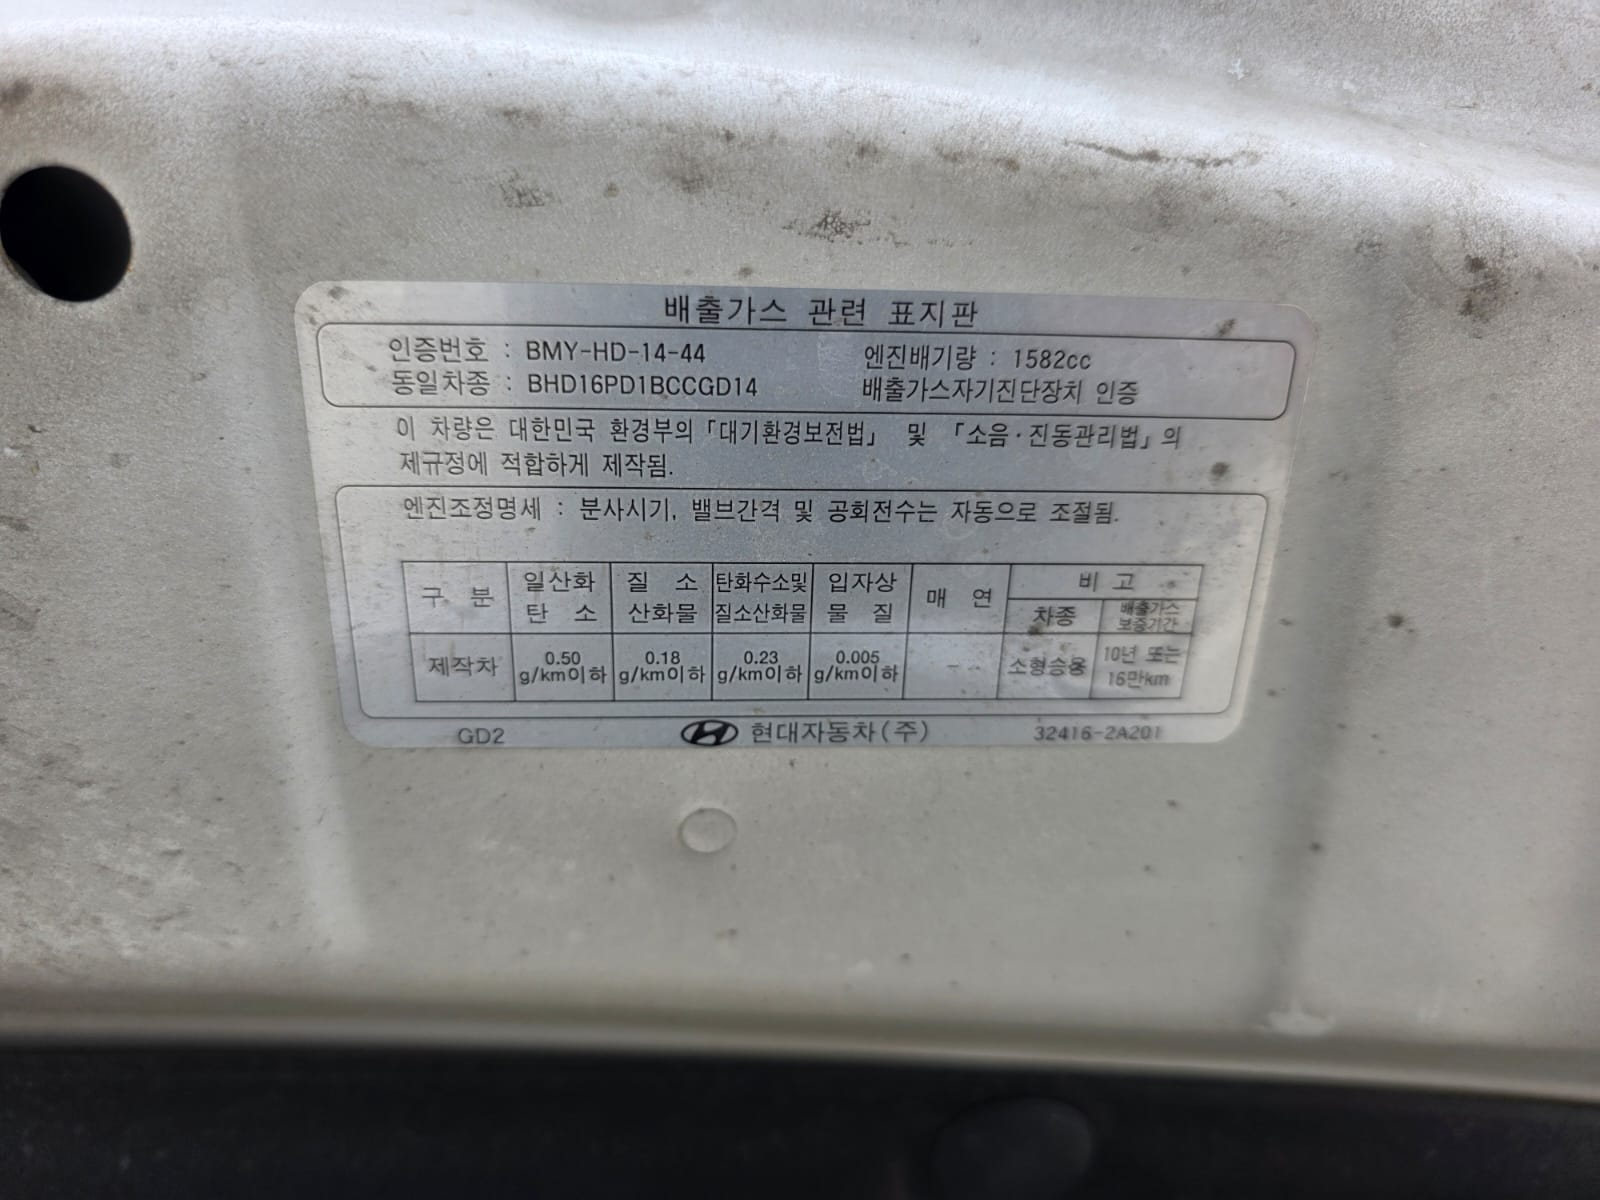 배출가스 관련 표지판
인증번호 : BMY-HD-14-44 엔진배기량 : 1582cc
동일차종 : BHD16PD1BCCGD14 배출가스자기진단장치 인증
이 차량은 대한민국 환경부의 「대기환경보전법」 및 「소음·진동관리법」의
제규정에 적합하게 제작됨.
엔진조정명세 : 분사시기, 밸브간격 및 공회전수는 자동으로 조절됨.
구 분 일산화 탄 소 질 소 산화물 탄화수소및 질소산화물 입자상 물 질 매 연 비 고
차종 배출가스 보증기간
제작차 0.50 g/km이하 0.18 g/km이하 0.23 g/km이하 0.005 g/km이하 - 소형승용 10년 또는 16만km
GD2 현대자동차(주) 32416-2A201